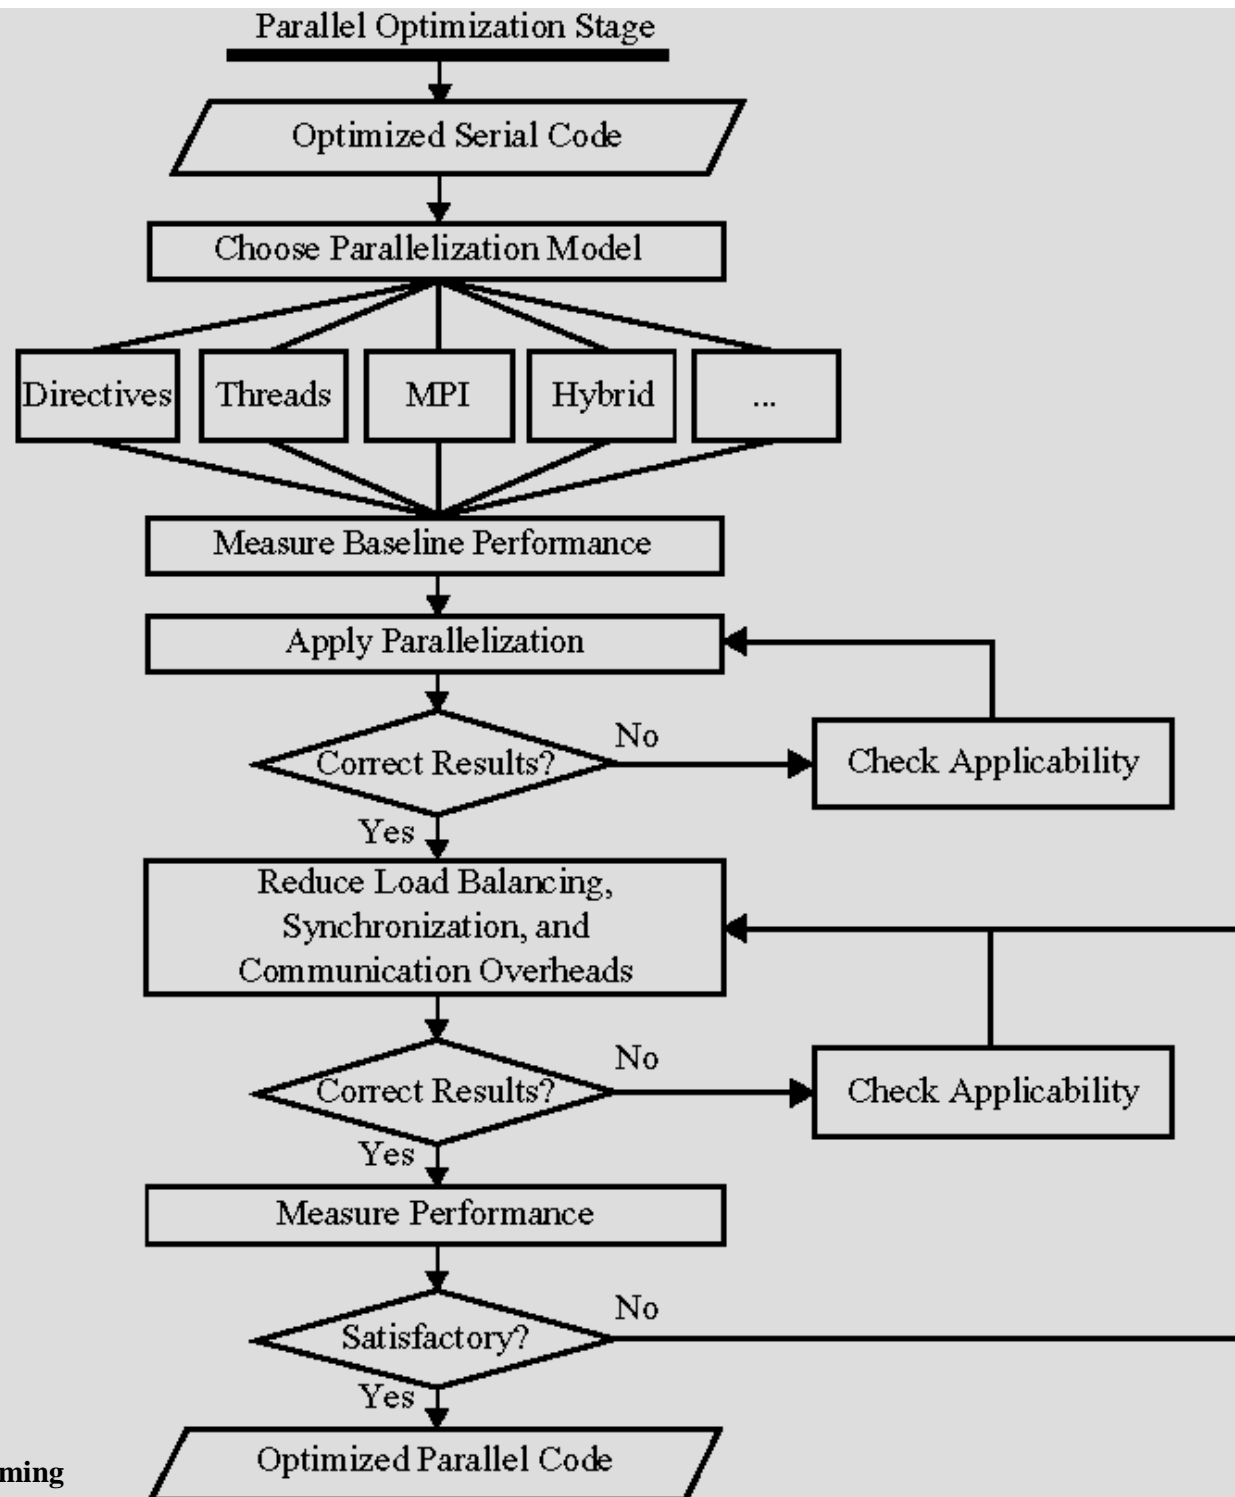 Parallel Optimization Stage
Optimized Serial Code
Choose Parallelization Model
Directives
Threads
MPI
Hybrid
...
Measure Baseline Performance
Apply Parallelization
Correct Results?
No
Check Applicability
Yes
Reduce Load Balancing,
Synchronization, and
Communication Overheads
Correct Results?
No
Check Applicability
Yes
Measure Performance
Satisfactory?
No
Yes
Optimized Parallel Code
ming